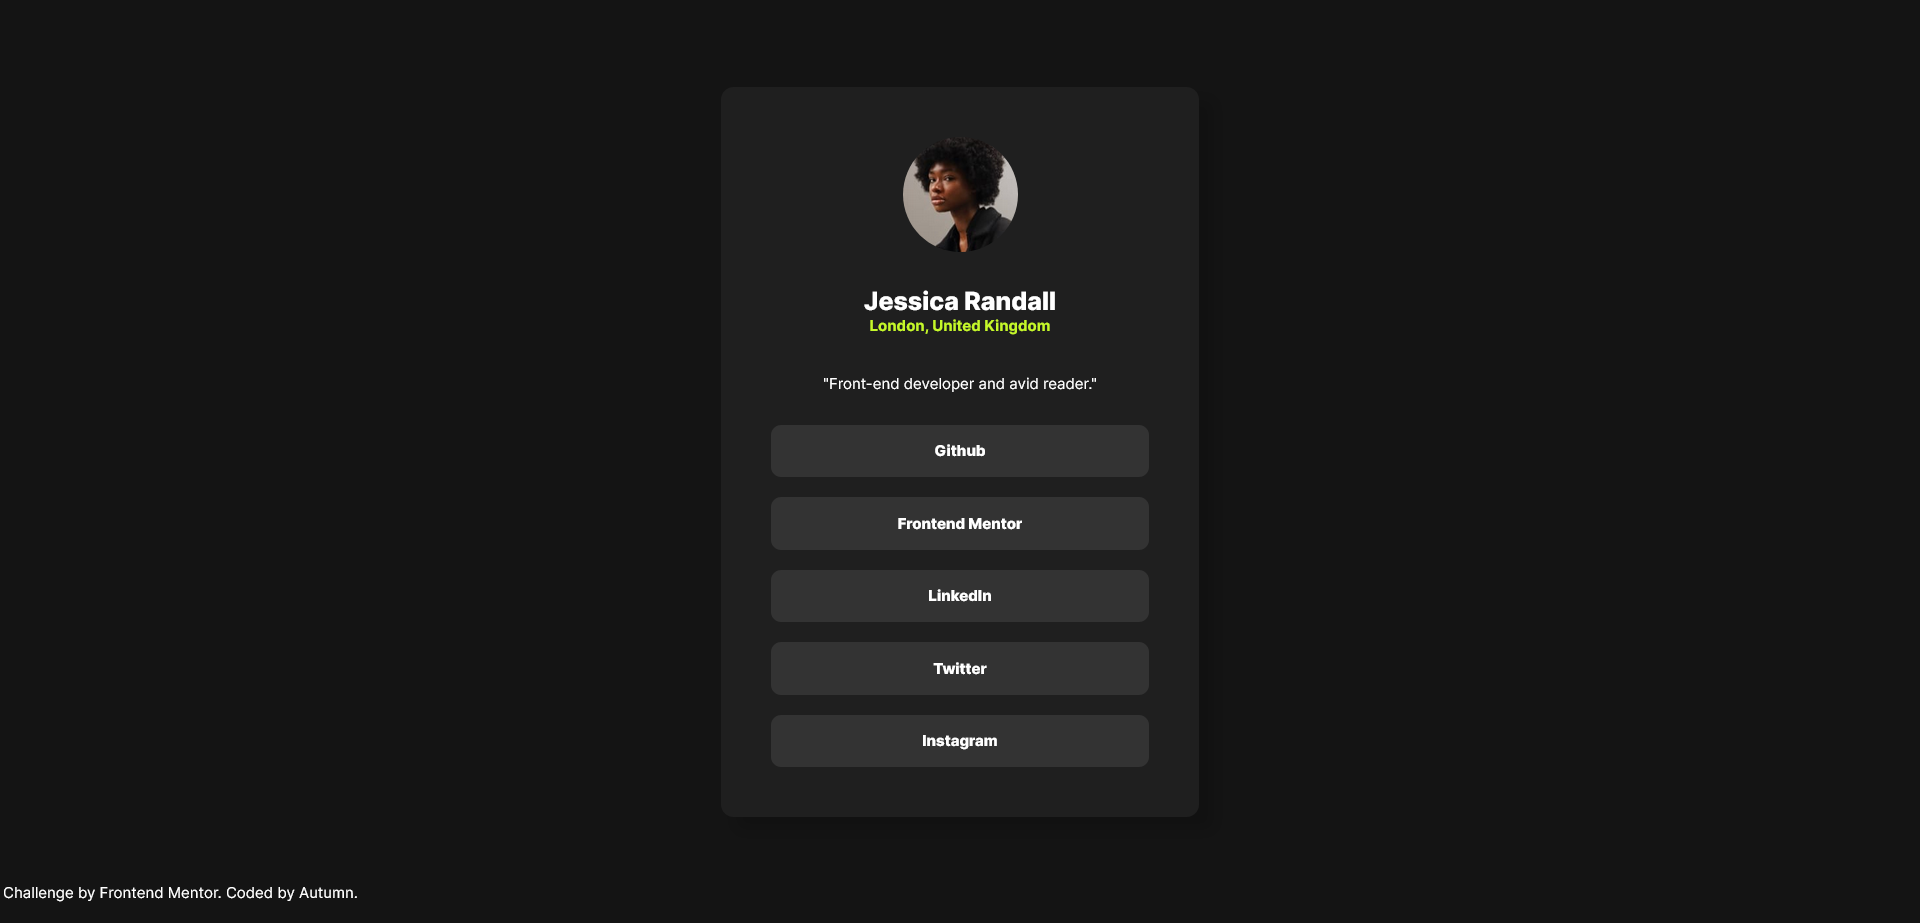 Jessica Randall
London, United Kingdom
"Front-end developer and avid reader."
Github
Frontend Mentor
LinkedIn
Twitter
Instagram
Challenge by Frontend Mentor. Coded by Autumn.